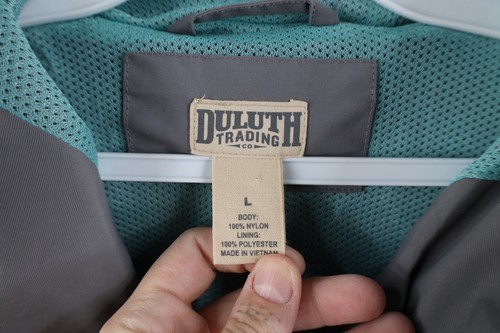 DULUTH
TRADING
CO
L
BODY:
100% NYLON
LINING:
100% POLYESTER
MADE IN VIETNAM